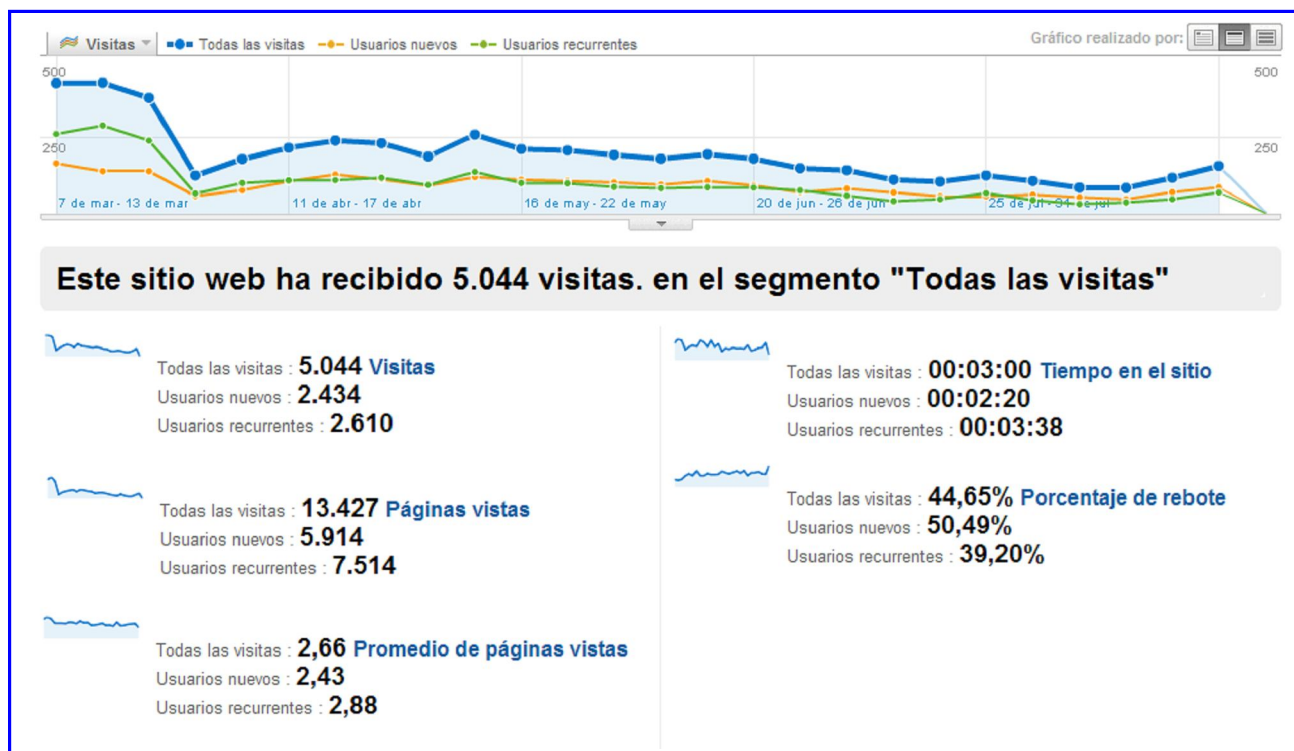 Visitas Todas las visitas Usuarios nuevos Usuarios recurrentes Gráfico realizado por:
500 500
250 250
7 de mar - 13 de mar 11 de abr - 17 de abr 16 de may - 22 de may 20 de jun - 26 de jun 25 de jul - 31 de jul
Este sitio web ha recibido 5.044 visitas. en el segmento "Todas las visitas"
Todas las visitas : 5.044 Visitas
Usuarios nuevos : 2.434
Usuarios recurrentes : 2.610
Todas las visitas : 13.427 Páginas vistas
Usuarios nuevos : 5.914
Usuarios recurrentes : 7.514
Todas las visitas : 2,66 Promedio de páginas vistas
Usuarios nuevos : 2,43
Usuarios recurrentes : 2,88
Todas las visitas : 00:03:00 Tiempo en el sitio
Usuarios nuevos : 00:02:20
Usuarios recurrentes : 00:03:38
Todas las visitas : 44,65% Porcentaje de rebote
Usuarios nuevos : 50,49%
Usuarios recurrentes : 39,20%